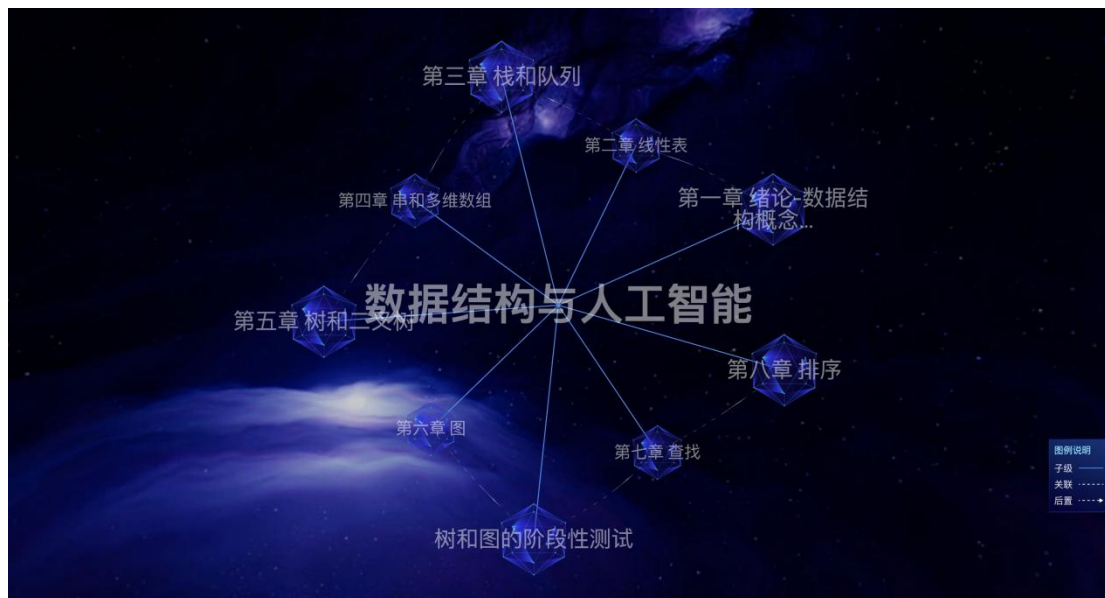 第三章 栈和队列
第二章 线性表
第四章 串和多维数组
第一章 绪论-数据结
构概念...
数据结构与人工智能
第五章 树和二叉树
第八章 排序
第六章 图
第七章 查找
树和图的阶段性测试
图例说明
子级
关联
后置